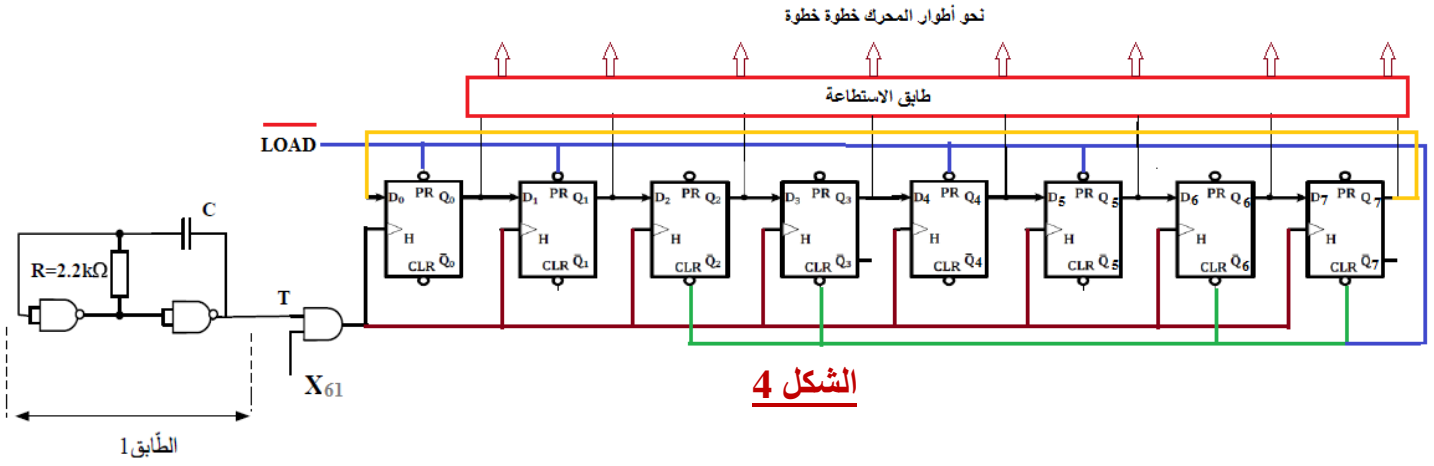 نحو أطوار المحرك خطوة خطوة
طابق الاستطاعة
LOAD
D0 PR Q0 H CLR Q̅0
D1 PR Q1 H CLR Q̅1
D2 PR Q2 H CLR Q̅2
D3 PR Q3 H CLR Q̅3
D4 PR Q4 H CLR Q̅4
D5 PR Q5 H CLR Q̅5
D6 PR Q6 H CLR Q̅6
D7 PR Q7 H CLR Q̅7
C
R=2.2kΩ
T
X61
الشكل 4
الطّابق1